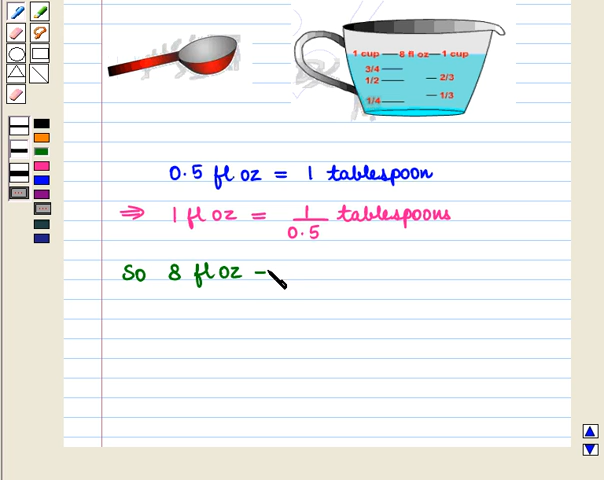 1 cup 8 fl oz 1 cup
3/4
1/2 2/3
1/4 1/3
0.5 fl oz = 1 tablespoon
⇒ 1 fl oz = 1/0.5 tablespoons
So 8 fl oz =